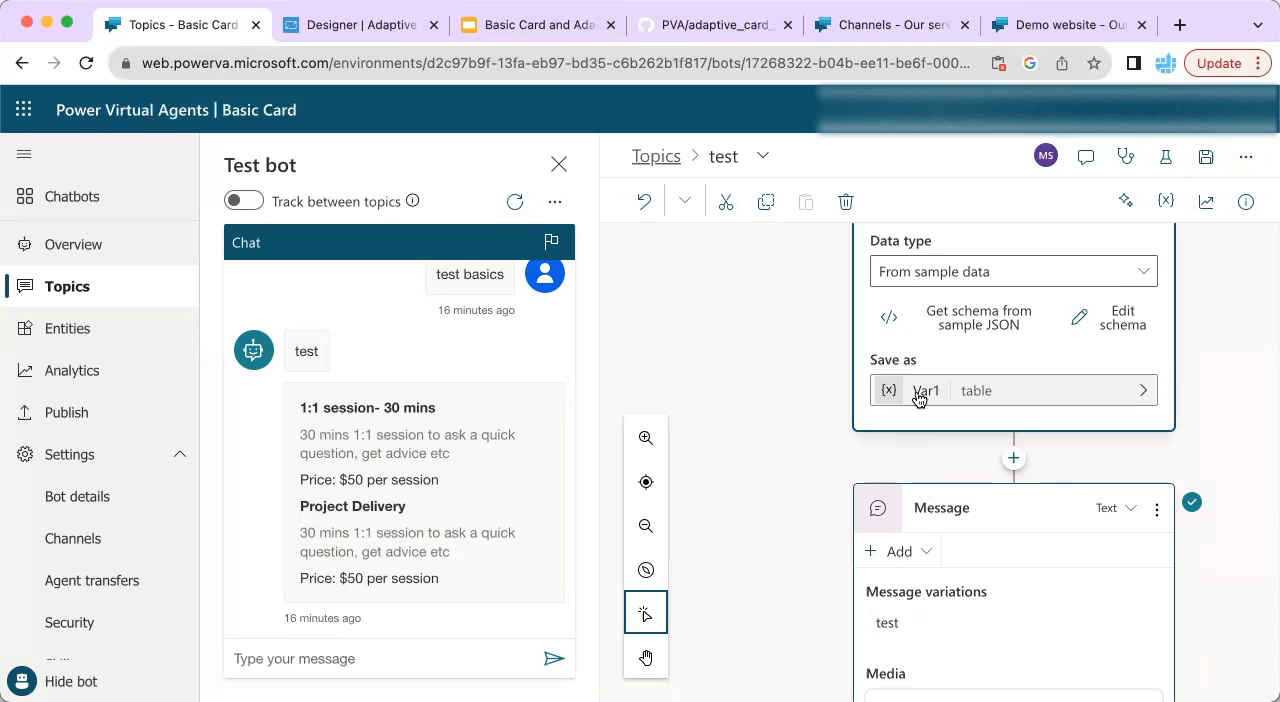 Topics - Basic Card
Designer | Adaptive
Basic Card and Ada
PVA/adaptive_card_
Channels - Our serv
Demo website - Ou
web.powerva.microsoft.com/environments/d2c97b9f-13fa-eb97-bd35-c6b262b1f817/bots/17268322-b04b-ee11-be6f-000...
Update
Power Virtual Agents | Basic Card
Chatbots
Overview
Topics
Entities
Analytics
Publish
Settings
Bot details
Channels
Agent transfers
Security
Hide bot
Test bot
Track between topics
Chat
test basics
16 minutes ago
test
1:1 session- 30 mins
30 mins 1:1 session to ask a quick
question, get advice etc
Price: $50 per session
Project Delivery
30 mins 1:1 session to ask a quick
question, get advice etc
Price: $50 per session
16 minutes ago
Type your message
Topics > test
MS
{x}
Data type
From sample data
</> Get schema from
sample JSON
Edit
schema
Save as
{x} Var1 table
Message
Text
Add
Message variations
test
Media